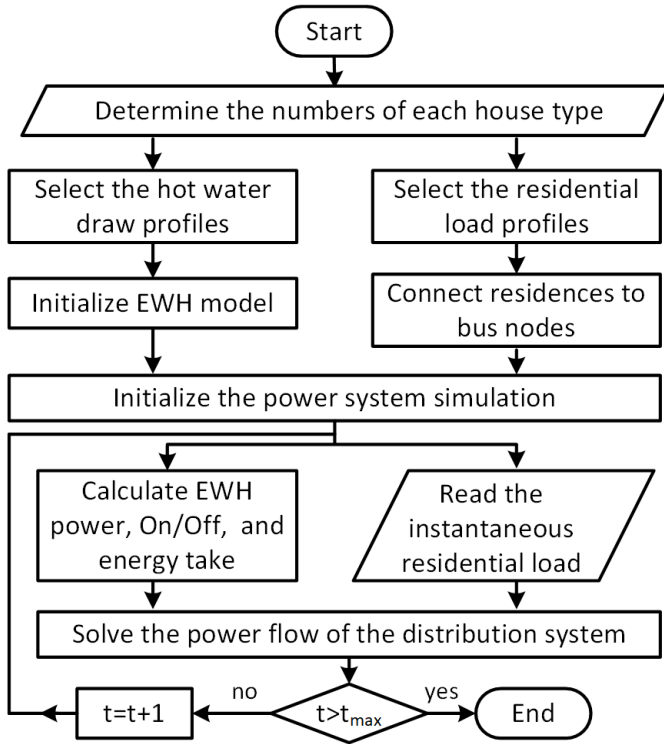 Start
Determine the numbers of each house type
Select the hot water
draw profiles
Select the residential
load profiles
Initialize EWH model
Connect residences to
bus nodes
Initialize the power system simulation
Calculate EWH
power, On/Off, and
energy take
Read the
instantaneous
residential load
Solve the power flow of the distribution system
t=t+1
no
t>tmax
yes
End